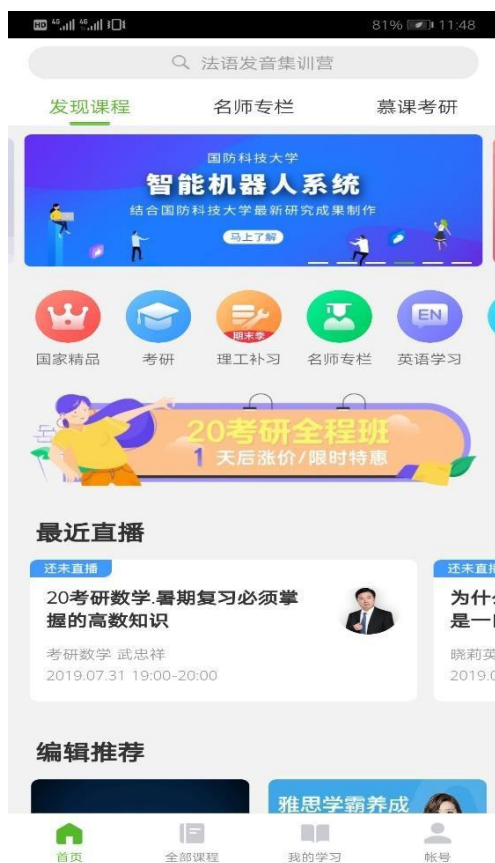 HD 4G 4G 81% 11:48
法语发音集训营
发现课程 名师专栏 慕课考研
国防科技大学
智能机器人系统
结合国防科技大学最新研究成果制作
马上了解
EN
期末季
国家精品 考研 理工补习 名师专栏 英语学习
20考研全程班
1 天后涨价/限时特惠
最近直播
还未直播 还未直播
20考研数学.暑期复习必须掌 为什
握的高数知识 是一
考研数学 武忠祥 晓莉英
2019.07.31 19:00-20:00 2019.0
编辑推荐
雅思学霸养成
首页 全部课程 我的学习 帐号